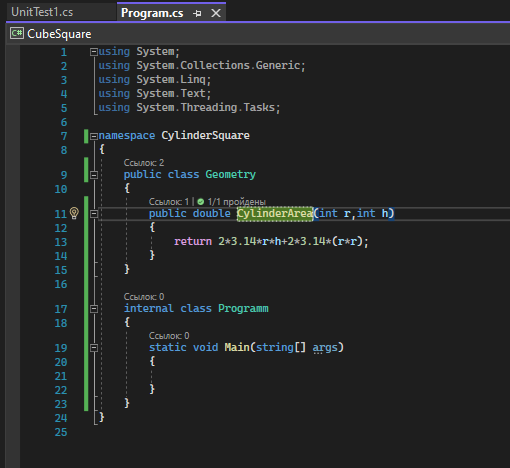 UnitTest1.cs Program.cs
C# CubeSquare
1 using System;
2 using System.Collections.Generic;
3 using System.Linq;
4 using System.Text;
5 using System.Threading.Tasks;
6
7 namespace CylinderSquare
8 {
Ссылок: 2
9 public class Geometry
10 {
Ссылок: 1 | 1/1 пройдены
11 public double CylinderArea(int r,int h)
12 {
13 return 2*3.14*r*h+2*3.14*(r*r);
14 }
15 }
16
Ссылок: 0
17 internal class Programm
18 {
Ссылок: 0
19 static void Main(string[] args)
20 {
21
22 }
23 }
24 }
25